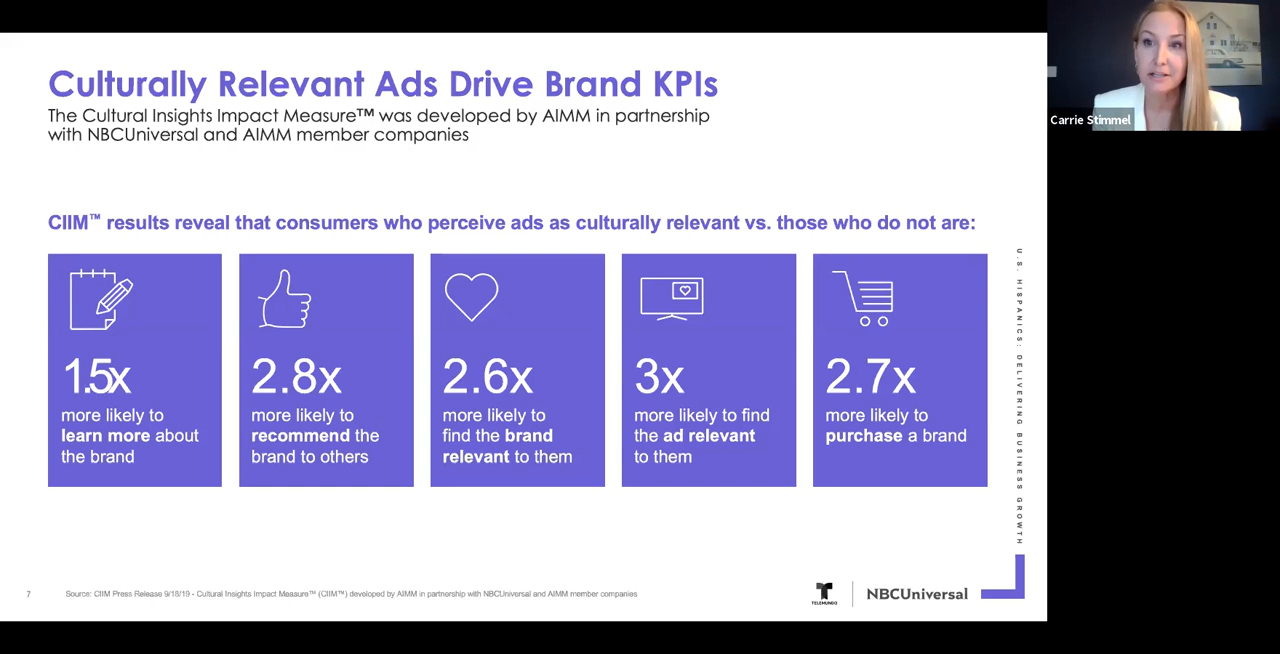 Culturally Relevant Ads Drive Brand KPIs
The Cultural Insights Impact Measure™ was developed by AIMM in partnership
with NBCUniversal and AIMM member companies
CIIM™ results reveal that consumers who perceive ads as culturally relevant vs. those who do not are:
1.5x
more likely to
learn more about
the brand
2.8x
more likely to
recommend the
brand to others
2.6x
more likely to
find the brand
relevant to them
3x
more likely to find
the ad relevant
to them
2.7x
more likely to
purchase a brand
U.S. HISPANICS: DELIVERING BUSINESS GROWTH
7
Source: CIIM Press Release 9/18/19 - Cultural Insights Impact Measure™ (CIIM™) developed by AIMM in partnership with NBCUniversal and AIMM member companies
TELEMUNDO
NBCUniversal
Carrie Stimmel